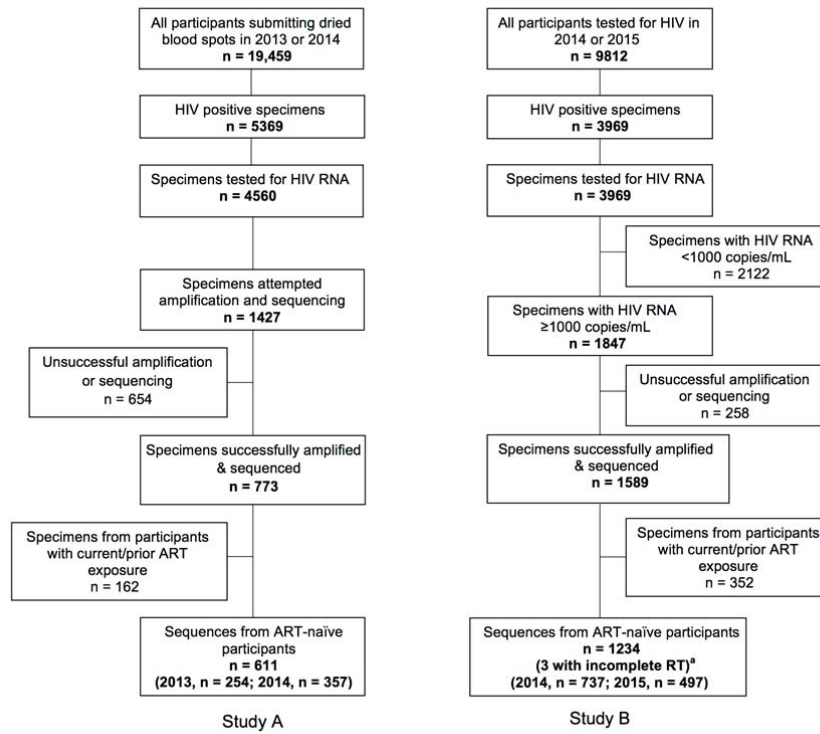 All participants submitting dried
blood spots in 2013 or 2014
n = 19,459
HIV positive specimens
n = 5369
Specimens tested for HIV RNA
n = 4560
Specimens attempted
amplification and sequencing
n = 1427
Unsuccessful amplification
or sequencing
n = 654
Specimens successfully amplified
& sequenced
n = 773
Specimens from participants
with current/prior ART
exposure
n = 162
Sequences from ART-naïve
participants
n = 611
(2013, n = 254; 2014, n = 357)
Study A
All participants tested for HIV in
2014 or 2015
n = 9812
HIV positive specimens
n = 3969
Specimens tested for HIV RNA
n = 3969
Specimens with HIV RNA
<1000 copies/mL
n = 2122
Specimens with HIV RNA
≥1000 copies/mL
n = 1847
Unsuccessful amplification
or sequencing
n = 258
Specimens successfully amplified
& sequenced
n = 1589
Specimens from participants
with current/prior ART
exposure
n = 352
Sequences from ART-naïve participants
n = 1234
(3 with incomplete RT)ᵃ
(2014, n = 737; 2015, n = 497)
Study B